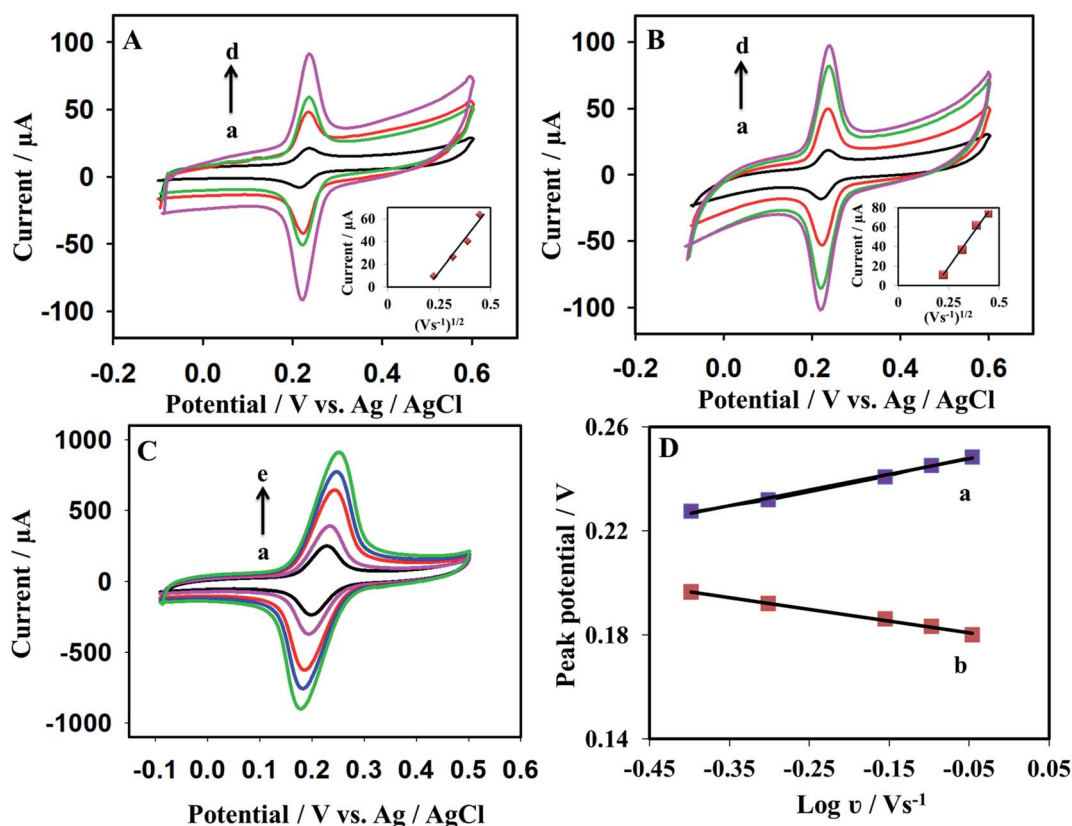 A
d
a
Current / μA
100
50
0
-50
-100
-0.2 0.0 0.2 0.4 0.6
Potential / V vs. Ag / AgCl
Current / μA
60
40
20
0
0 0.25 0.5
(Vs-1)1/2
B
d
a
Current / μA
100
50
0
-50
-100
-0.2 0.0 0.2 0.4 0.6
Potential / V vs. Ag / AgCl
Current / μA
80
60
40
20
0
0 0.25 0.5
(Vs-1)1/2
C
e
a
Current / μA
1000
500
0
-500
-1000
-0.1 0.0 0.1 0.2 0.3 0.4 0.5 0.6
Potential / V vs. Ag / AgCl
D
a
b
Peak potential / V
0.26
0.22
0.18
0.14
-0.45 -0.35 -0.25 -0.15 -0.05 0.05
Log υ / Vs-1